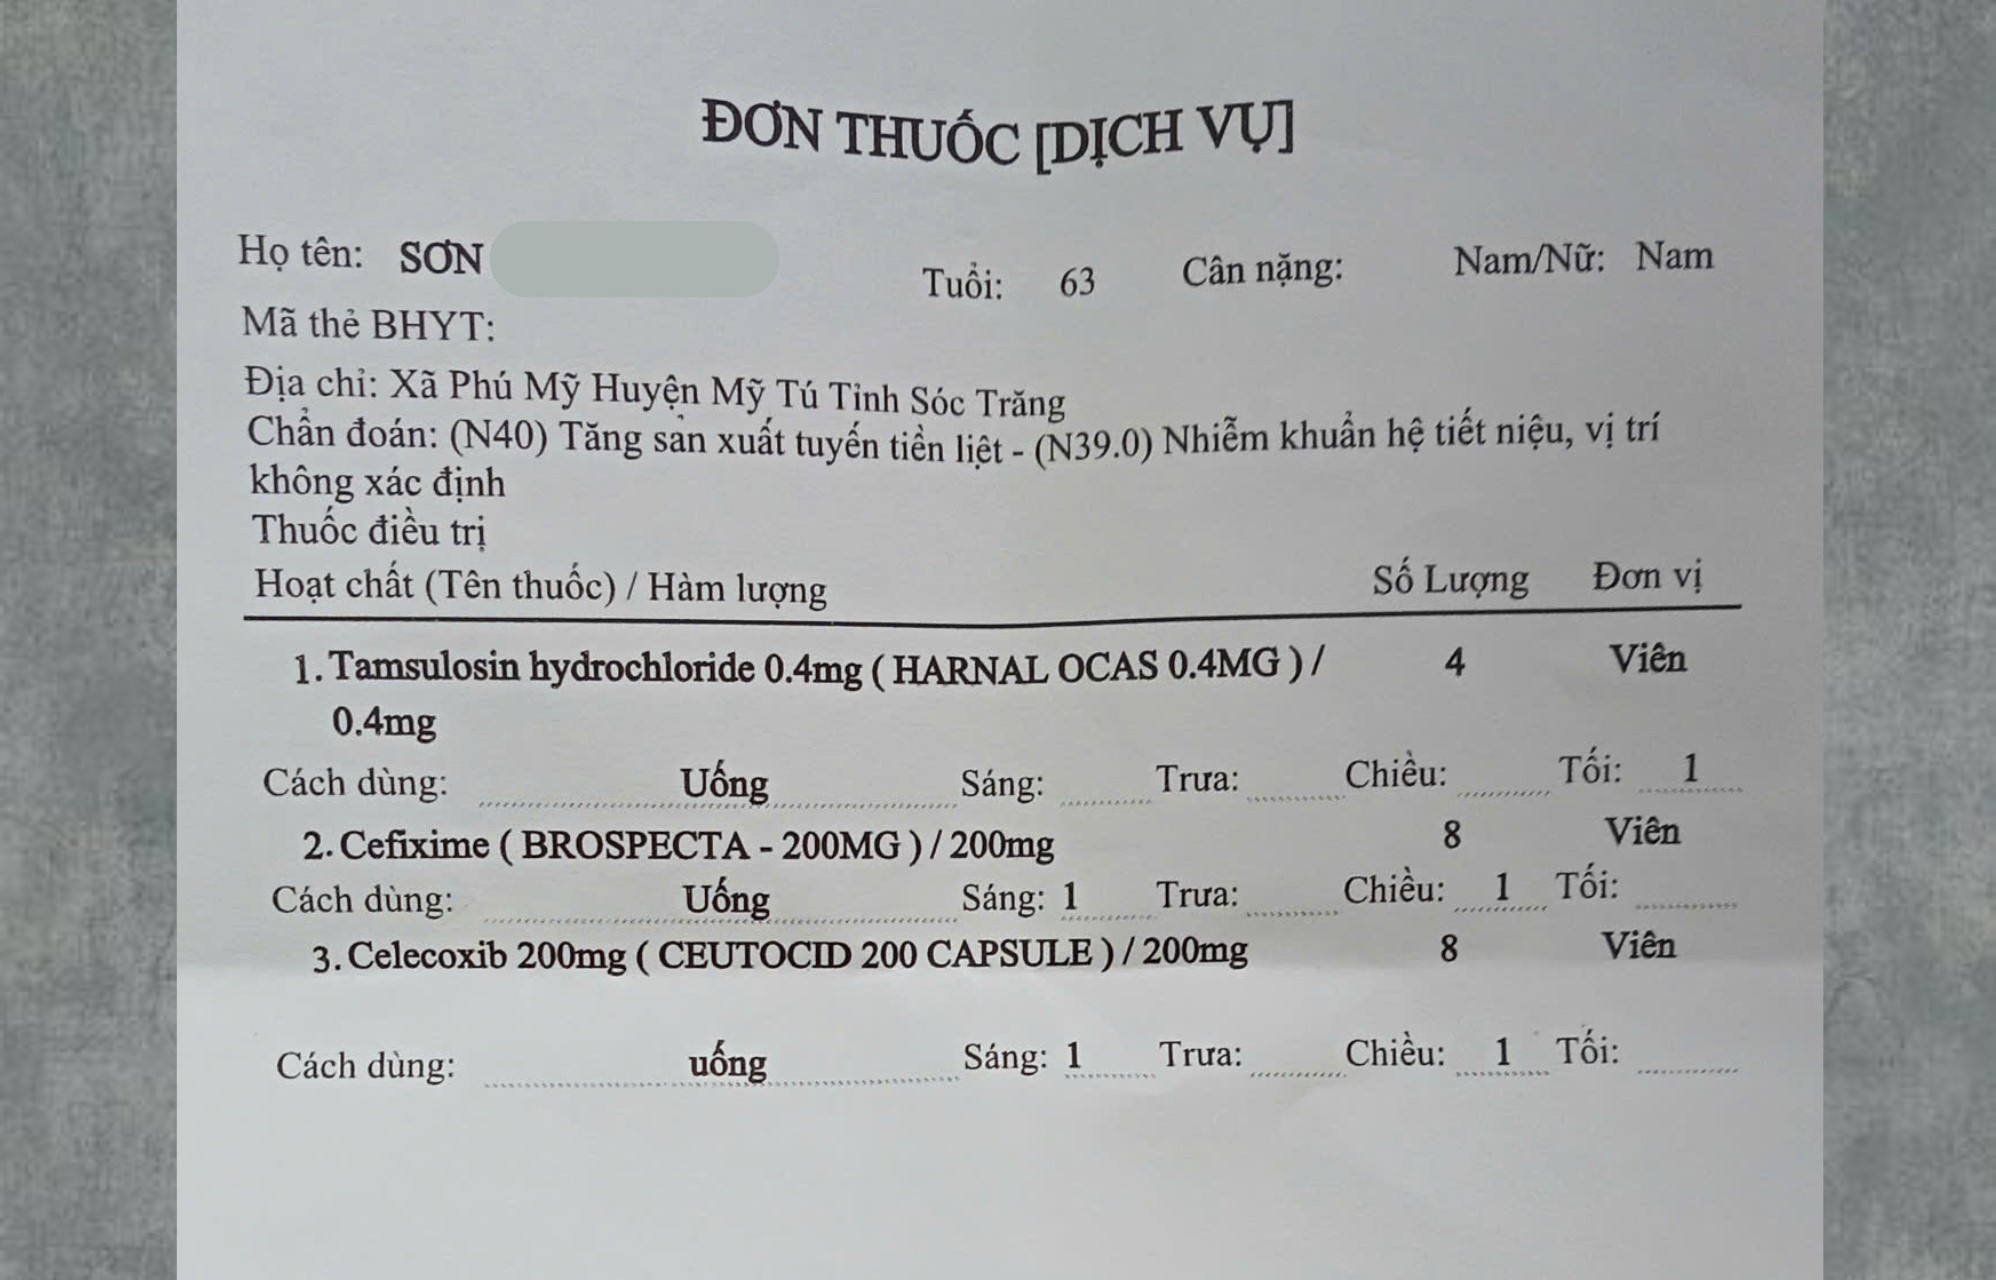 ĐƠN THUỐC [DỊCH VỤ]
Họ tên: SƠN Tuổi: 63 Cân nặng: Nam/Nữ: Nam
Mã thẻ BHYT:
Địa chỉ: Xã Phú Mỹ Huyện Mỹ Tú Tỉnh Sóc Trăng
Chẩn đoán: (N40) Tăng sản xuất tuyến tiền liệt - (N39.0) Nhiễm khuẩn hệ tiết niệu, vị trí
không xác định
Thuốc điều trị
Hoạt chất (Tên thuốc) / Hàm lượng Số Lượng Đơn vị
1. Tamsulosin hydrochloride 0.4mg ( HARNAL OCAS 0.4MG ) / 4 Viên
0.4mg
Cách dùng: Uống Sáng: Trưa: Chiều: Tối: 1
2. Cefixime ( BROSPECTA - 200MG ) / 200mg 8 Viên
Cách dùng: Uống Sáng: 1 Trưa: Chiều: 1 Tối:
3. Celecoxib 200mg ( CEUTOCID 200 CAPSULE ) / 200mg 8 Viên
Cách dùng: uống Sáng: 1 Trưa: Chiều: 1 Tối: